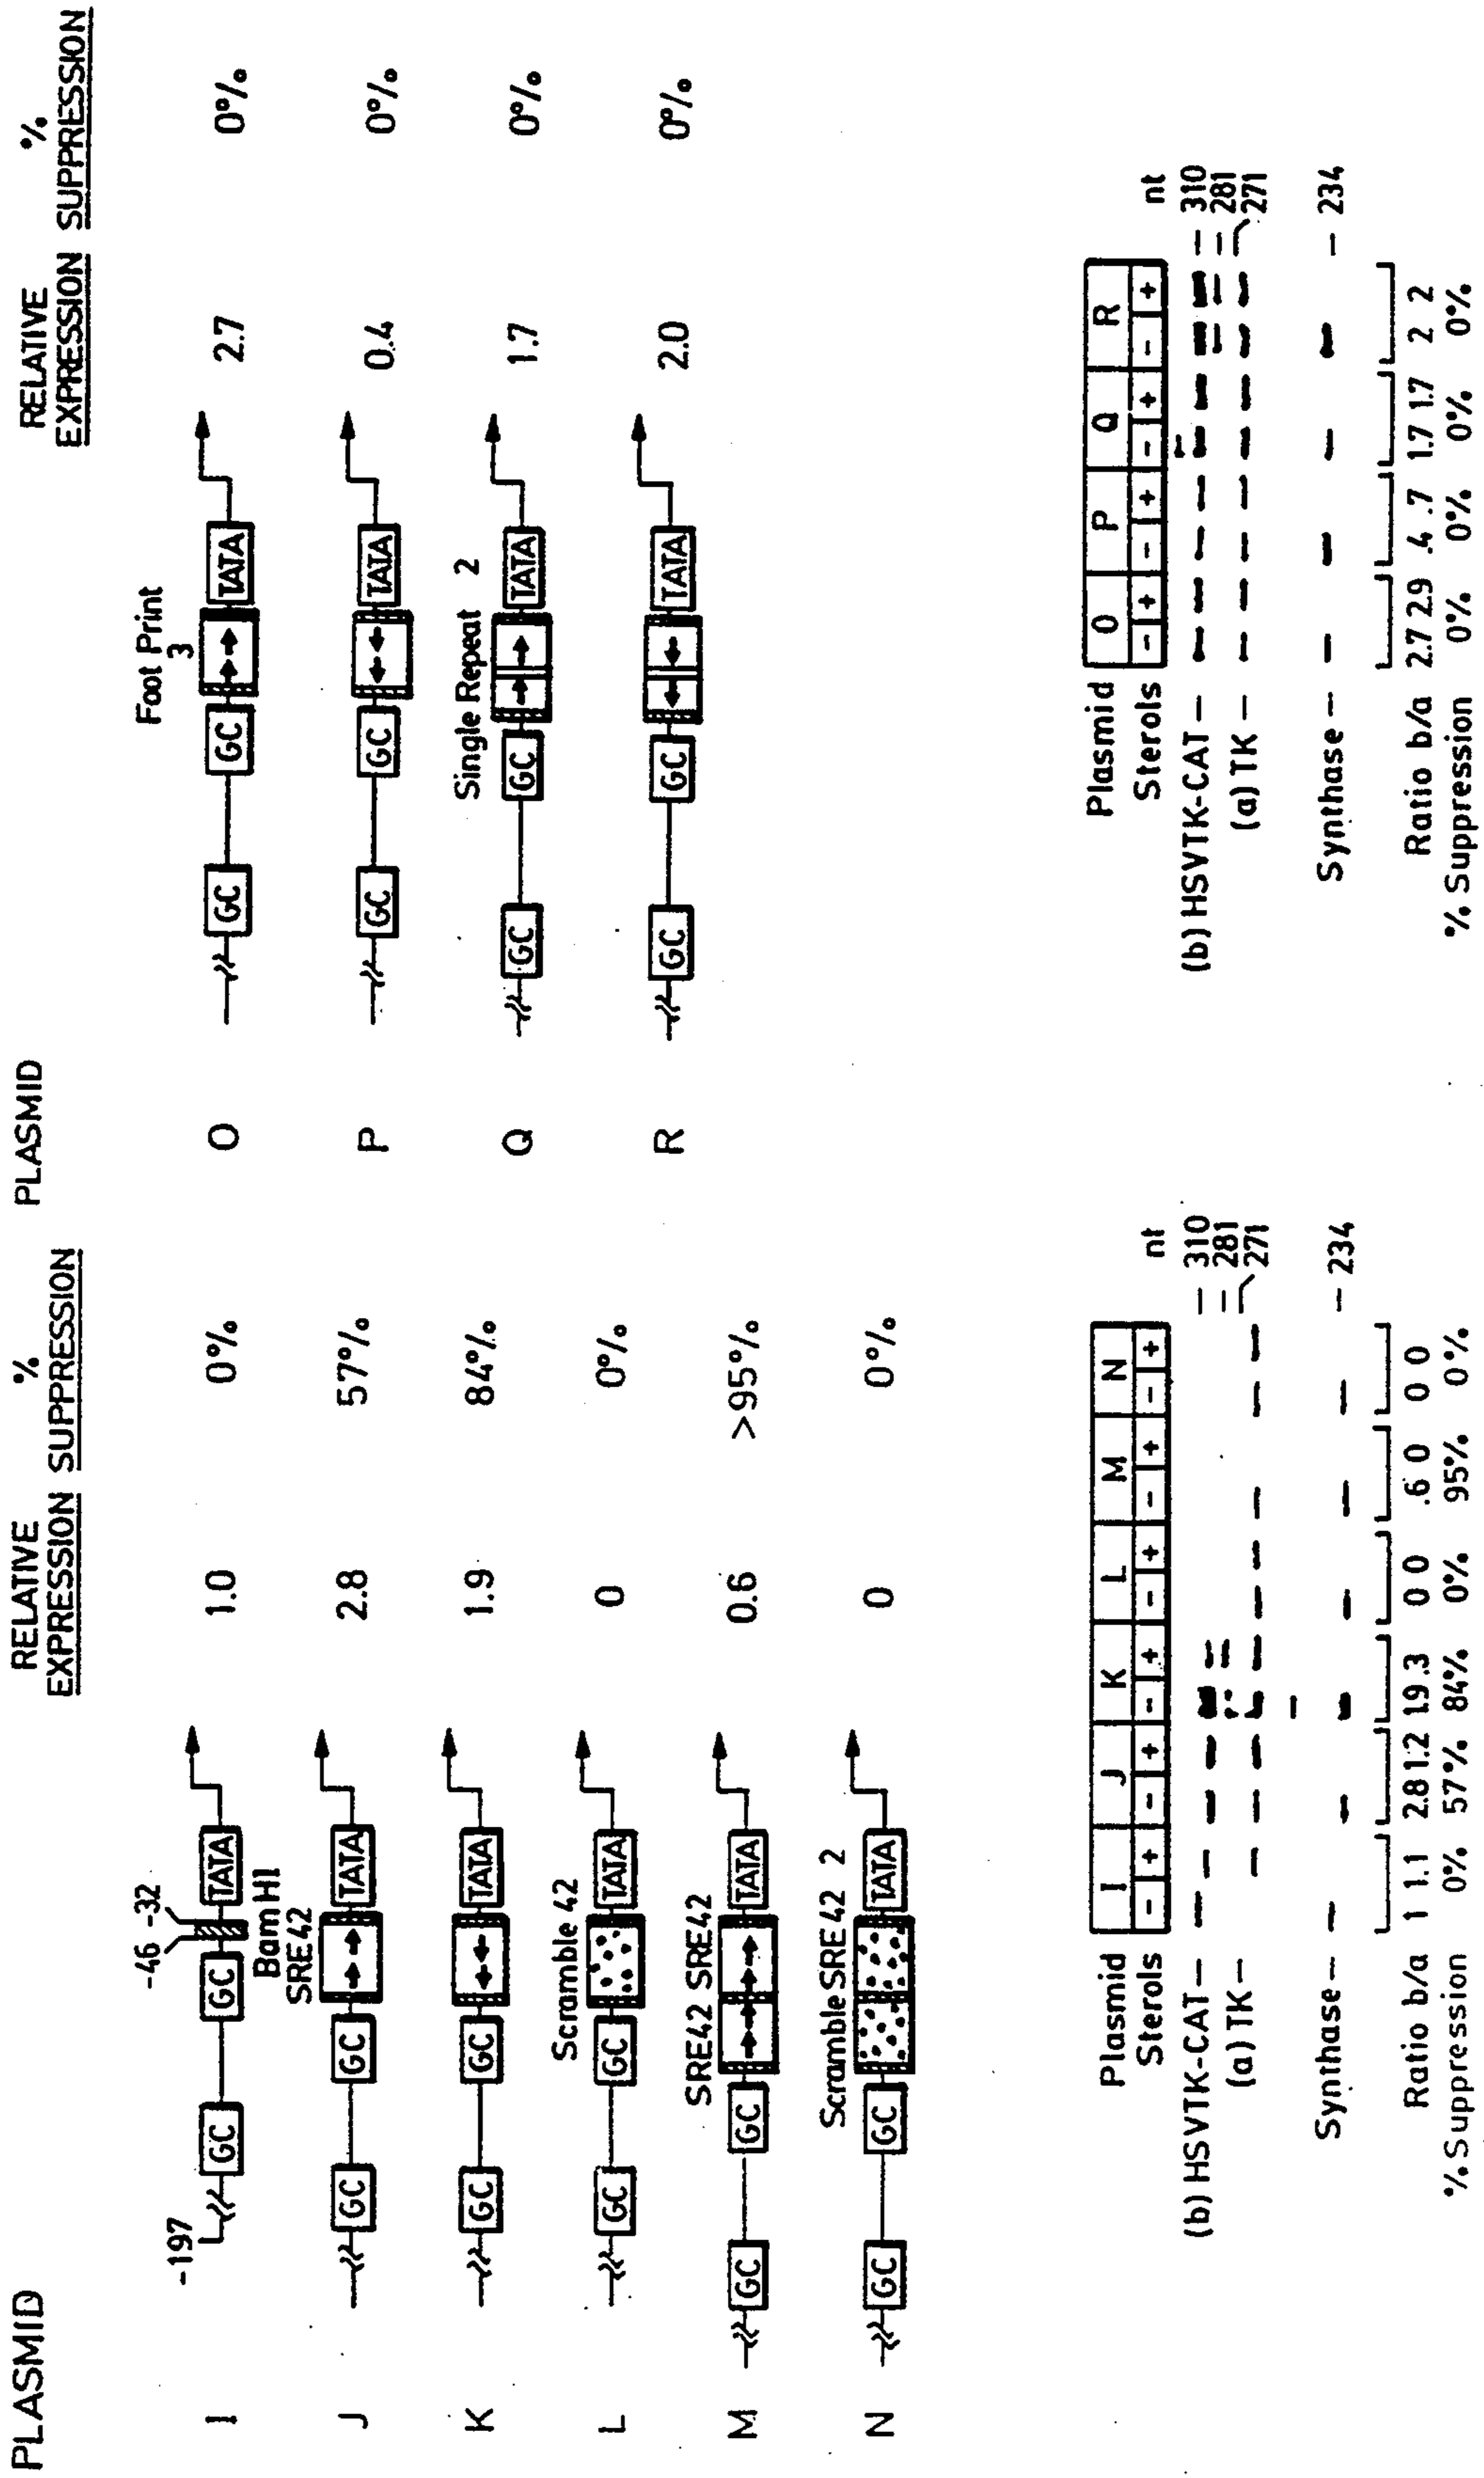 PLASMID
RELATIVE EXPRESSION
% SUPPRESSION
I
-197
GC
GC
-46 -32
TATA
BamHI
1.0
0%
J
SRE42
GC
GC
TATA
2.8
57%
K
GC
GC
TATA
1.9
84%
L
Scramble 42
GC
GC
TATA
0
0%
M
SRE42 SRE42
GC
GC
TATA
0.6
>95%
N
Scramble SRE42 2
GC
GC
TATA
0
0%
Plasmid I J K L M N
Sterols - + - + - + - + - + - + nt
(b) HSVTK-CAT - - 310
- 281
(a) TK - - 271
Synthase - - 234
Ratio b/a 1 1.1 2.8 1.2 1.9 .3 0 0 .6 0 0 0
% Suppression 0% 57% 84% 0% 95% 0%
PLASMID
RELATIVE EXPRESSION
% SUPPRESSION
O
Foot Print 3
GC
GC
TATA
2.7
0%
P
GC
GC
TATA
0.4
0%
Q
Single Repeat 2
GC
GC
TATA
1.7
0%
R
GC
GC
TATA
2.0
0%
Plasmid O P Q R
Sterols - + - + - + - + nt
(b) HSVTK-CAT - - 310
- 281
(a) TK - - 271
Synthase - - 234
Ratio b/a 2.7 2.9 .4 .7 1.7 1.7 2 2
% Suppression 0% 0% 0% 0%